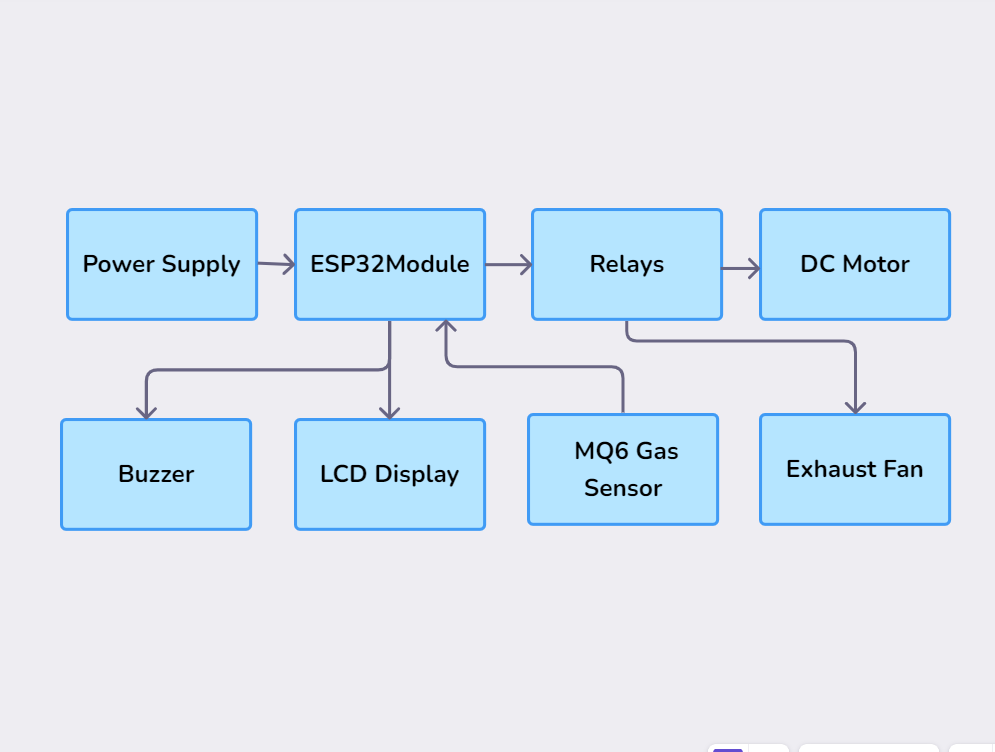 Power Supply
ESP32Module
Relays
DC Motor
Buzzer
LCD Display
MQ6 Gas
Sensor
Exhaust Fan